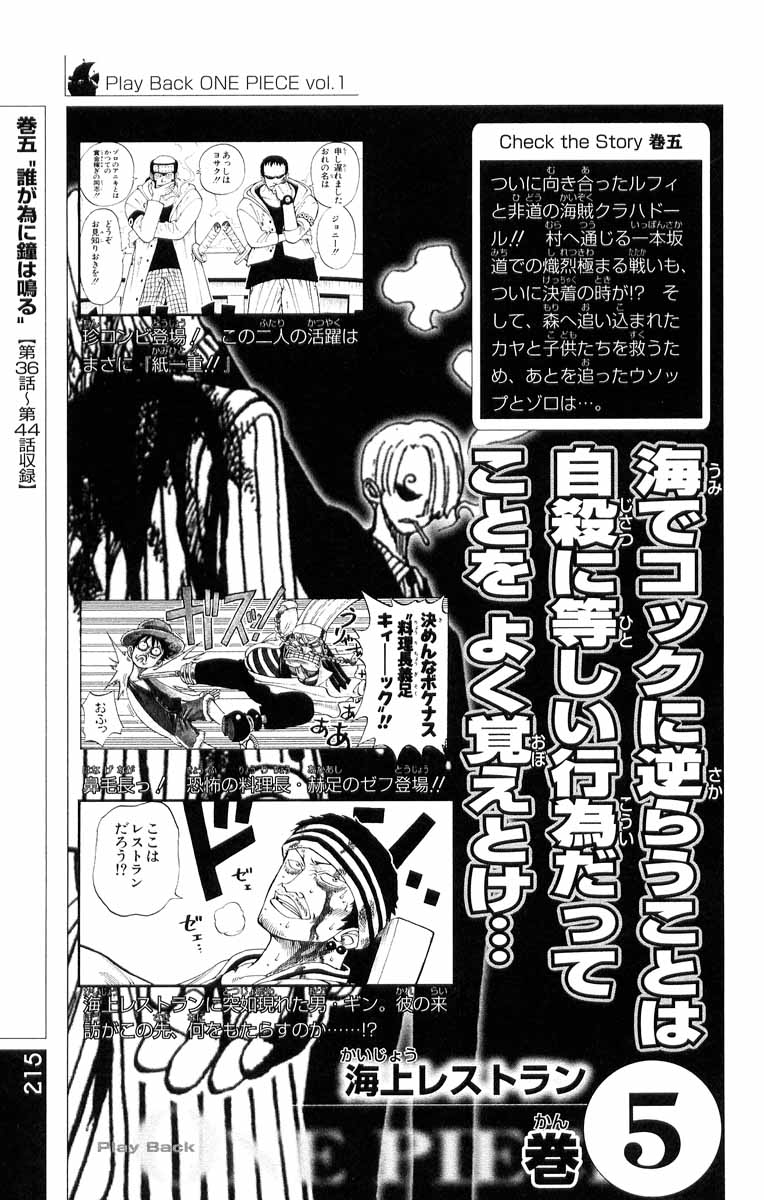 Play Back ONE PIECE vol.1
巻五 "誰が為に鐘は鳴る" 【第36話〜第44話収録】
215
Check the Story 巻五
ついに向き合ったルフィ
と非道の海賊クラハドー
ル!! 村へ通じる一本坂
道での熾烈極まる戦いも、
ついに決着の時が!? そ
して、森へ追い込まれた
カヤと子供たちを救うた
め、あとを追ったウソッ
プとゾロは…。
申し遅れました
おれの名は
ジョニー!!
あっしは
ヨサク!!
ゾロのアニキとは
かつての
賞金稼ぎの同志!!
どうぞ
お見知りおきを!!
珍コンビ登場! この二人の活躍は
まさに『紙一重!!』
海でコックに逆らうことは
自殺に等しい行為だって
ことを よく覚えとけ…
決めんなボケナス
"料理長義足
キィーーック"!!
うりゃ
ああ
ああ
おふっ
鼻毛長っ! 恐怖の料理長・赫足のゼフ登場!!
ここは
レストラン
だろう!?
ドン
ゼェ…
ゼェ…
海上レストランに突如現れた男・ギン。彼の来
訪がこの先、何をもたらすのか……!?
海上レストラン
巻
5
Play Back
ONE PIE